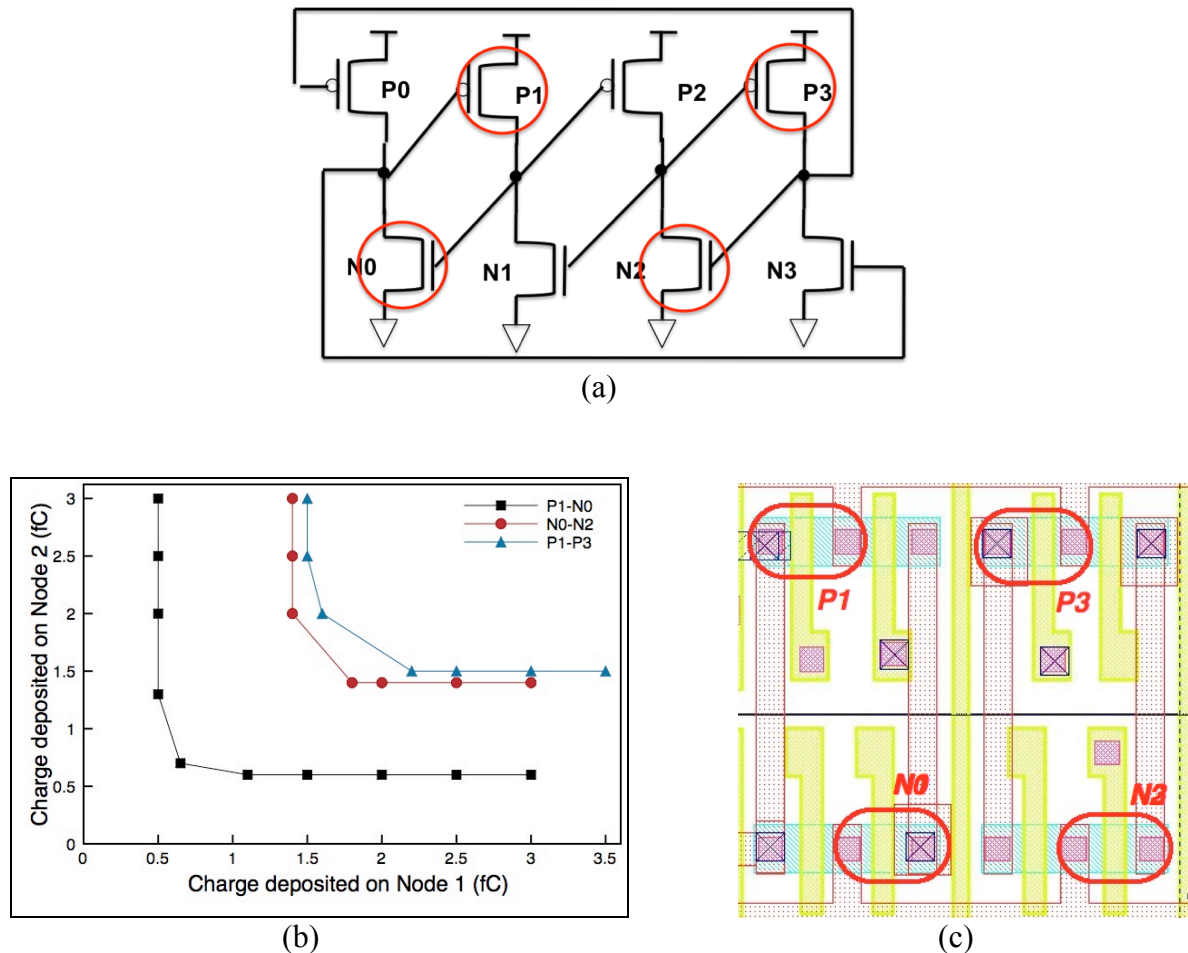 P0 P1 P2 P3
N0 N1 N2 N3
(a)
P1-N0
N0-N2
P1-P3
Charge deposited on Node 2 (fC)
3
2.5
2
1.5
1
0.5
0
0 0.5 1 1.5 2 2.5 3 3.5
Charge deposited on Node 1 (fC)
(b)
P1 P3
N0
(c)